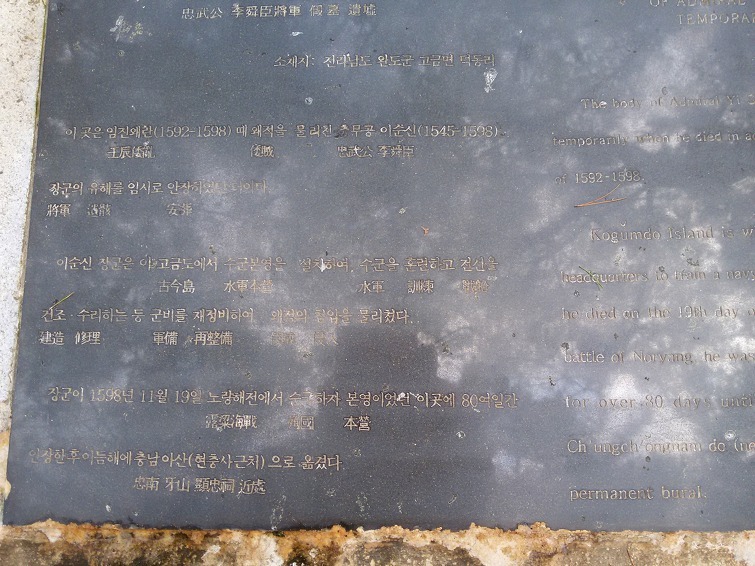 忠武公 李舜臣將軍 假墓 遺墟
소재지: 전라남도 완도군 고금면 덕동리
이 곳은 임진왜란(1592-1598) 때 왜적을 물리친 충무공 이순신(1545-1598)
壬辰倭亂 倭敵 忠武公 李舜臣
장군의 유해를 임시로 안장하였던
將軍 遺骸 安葬
이순신 장군은 이 고금도에서 수군본영을 설치하여, 수군을 훈련하고 전선을
古今島 水軍本營 水軍 訓練 戰船
건조·수리하는 등 군비를 재정비하여 왜적의 침입을 물리쳤다.
建造 修理 軍備 再整備
장군이 1598년 11월 19일 노량해전에서 순국하자 본영이었던 이곳에 80여일간
露梁海戰 殉國 本營
안장한 후 이듬해에 충남 아산(현충사 근처) 으로 옮겼다.
忠南 牙山 顯忠祠 近處
OF ADMIRAL
TEMPORA
The body of Admiral Yi
temporarily when he died in a
of 1592-1598.
Kogumdo Island is w
headquarters to train a nava
he died on the 19th day o
battle of Noryang, he was
for over 80 days until
Ch'ungch'ongnam-do (ne
permanent burial.